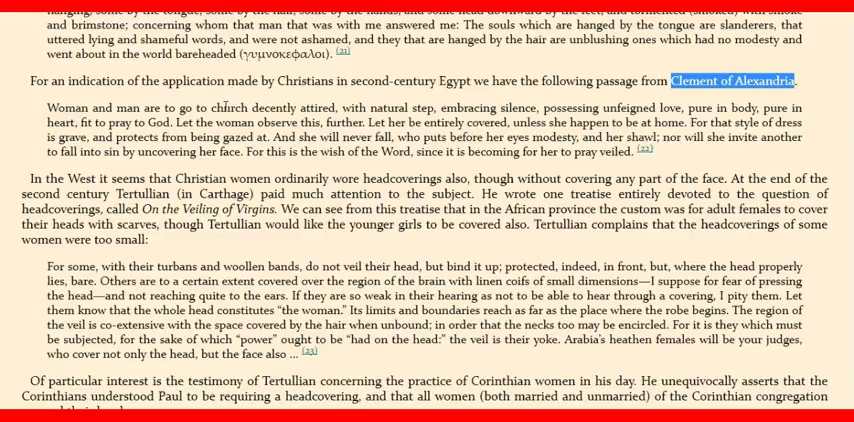 and brimstone; concerning whom that man that was with me answered me: The souls which are hanged by the tongue are slanderers, that
uttered lying and shameful words, and were not ashamed, and they that are hanged by the hair are unblushing ones which had no modesty and
went about in the world bareheaded (γυμνοκεφαλοι). (21)
For an indication of the application made by Christians in second-century Egypt we have the following passage from Clement of Alexandria.
Woman and man are to go to church decently attired, with natural step, embracing silence, possessing unfeigned love, pure in body, pure in
heart, fit to pray to God. Let the woman observe this, further. Let her be entirely covered, unless she happen to be at home. For that style of dress
is grave, and protects from being gazed at. And she will never fall, who puts before her eyes modesty, and her shawl; nor will she invite another
to fall into sin by uncovering her face. For this is the wish of the Word, since it is becoming for her to pray veiled. (22)
In the West it seems that Christian women ordinarily wore headcoverings also, though without covering any part of the face. At the end of the
second century Tertullian (in Carthage) paid much attention to the subject. He wrote one treatise entirely devoted to the question of
headcoverings, called On the Veiling of Virgins. We can see from this treatise that in the African province the custom was for adult females to cover
their heads with scarves, though Tertullian would like the younger girls to be covered also. Tertullian complains that the headcoverings of some
women were too small:
For some, with their turbans and woollen bands, do not veil their head, but bind it up; protected, indeed, in front, but, where the head properly
lies, bare. Others are to a certain extent covered over the region of the brain with linen coifs of small dimensions—I suppose for fear of pressing
the head—and not reaching quite to the ears. If they are so weak in their hearing as not to be able to hear through a covering, I pity them. Let
them know that the whole head constitutes “the woman.” Its limits and boundaries reach as far as the place where the robe begins. The region of
the veil is co-extensive with the space covered by the hair when unbound; in order that the necks too may be encircled. For it is they which must
be subjected, for the sake of which “power” ought to be “had on the head:” the veil is their yoke. Arabia’s heathen females will be your judges,
who cover not only the head, but the face also ... (23)
Of particular interest is the testimony of Tertullian concerning the practice of Corinthian women in his day. He unequivocally asserts that the
Corinthians understood Paul to be requiring a headcovering, and that all women (both married and unmarried) of the Corinthian congregation